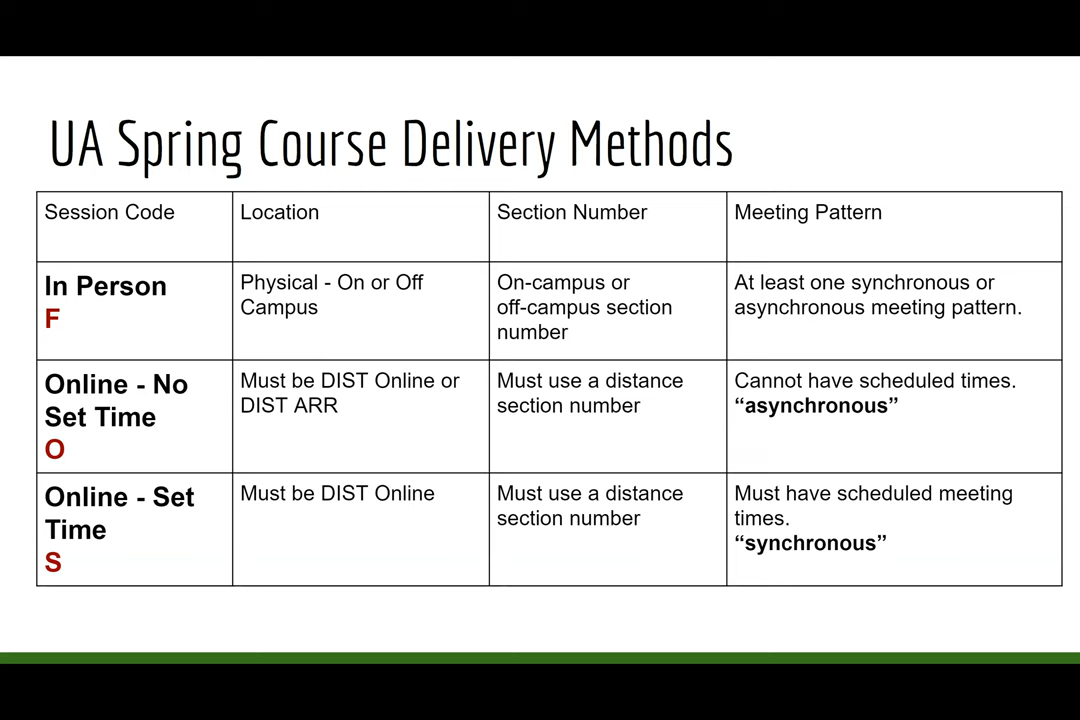 UA Spring Course Delivery Methods
Session Code
Location
Section Number
Meeting Pattern
In Person
F
Physical - On or Off
Campus
On-campus or
off-campus section
number
At least one synchronous or
asynchronous meeting pattern.
Online - No
Set Time
O
Must be DIST Online or
DIST ARR
Must use a distance
section number
Cannot have scheduled times.
“asynchronous”
Online - Set
Time
S
Must be DIST Online
Must use a distance
section number
Must have scheduled meeting
times.
“synchronous”